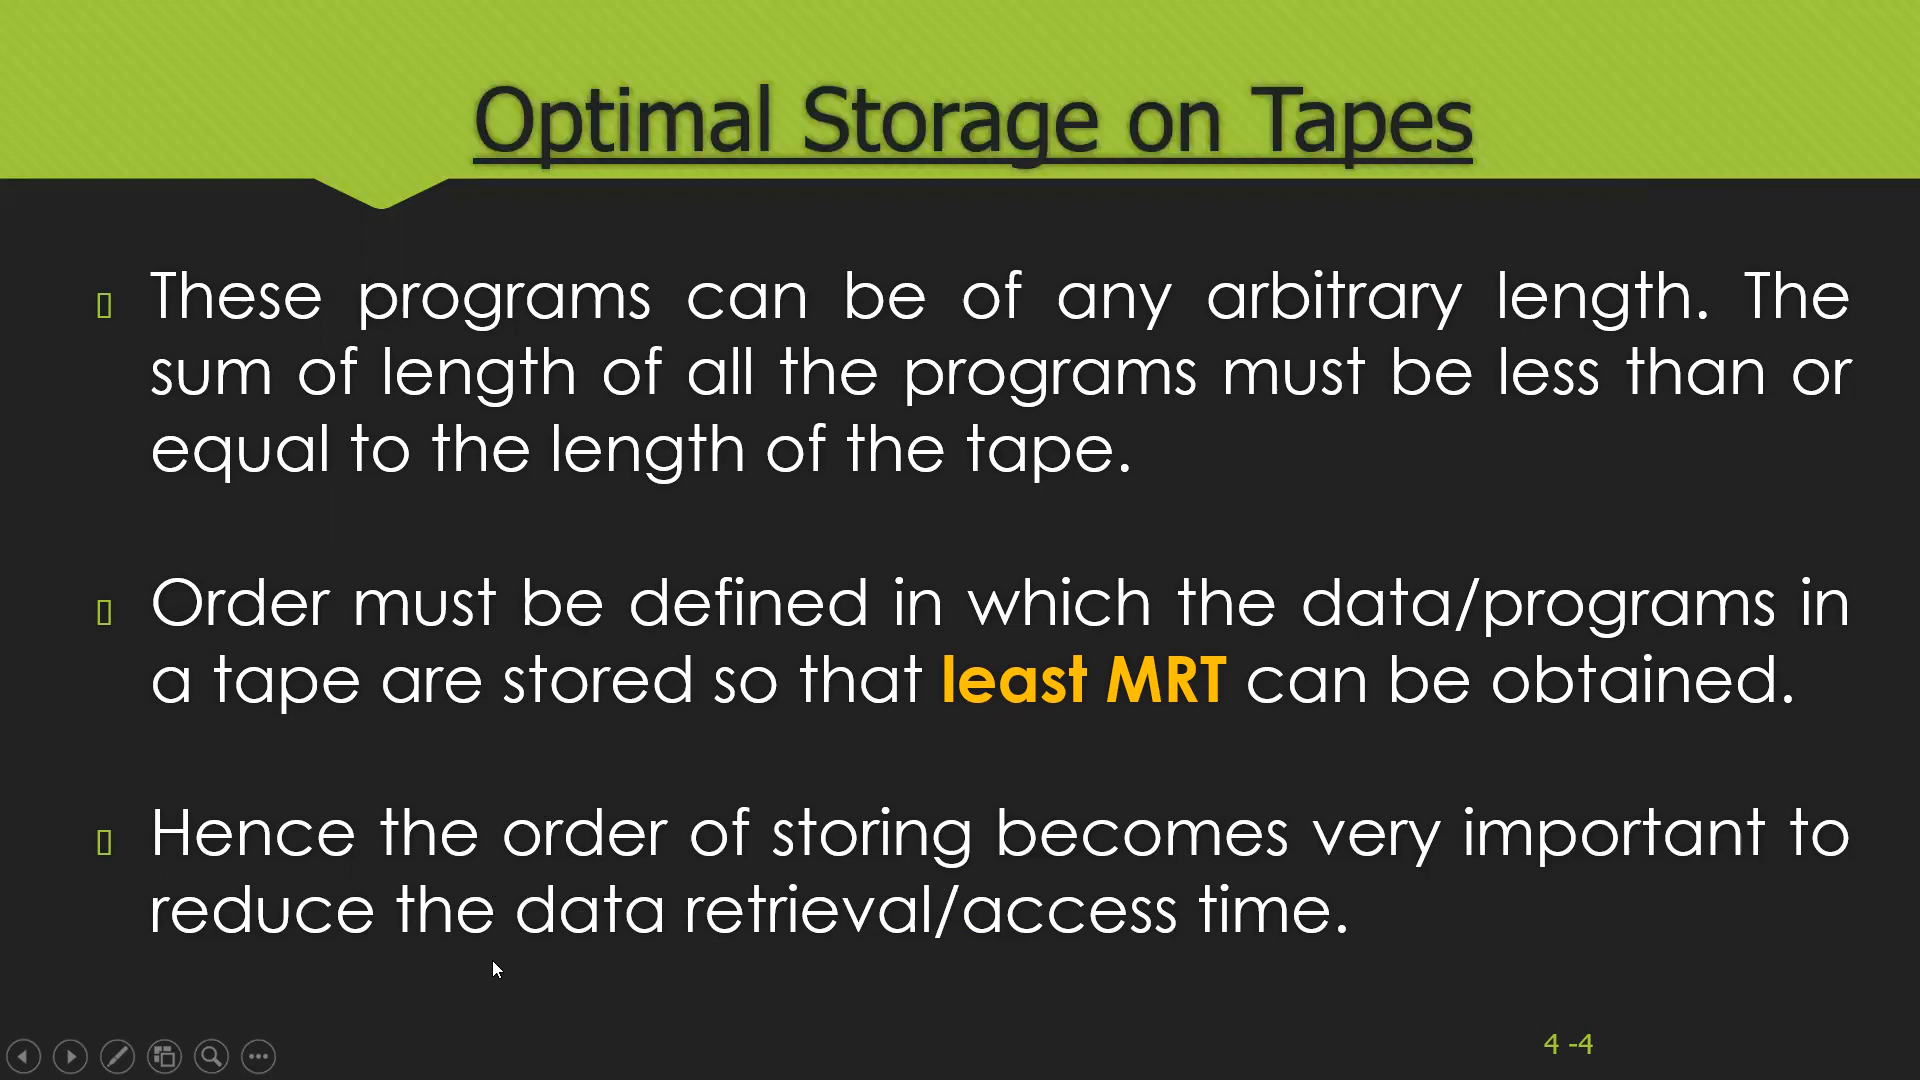 Optimal Storage on Tapes
These programs can be of any arbitrary length. The
sum of length of all the programs must be less than or
equal to the length of the tape.
Order must be defined in which the data/programs in
a tape are stored so that least MRT can be obtained.
Hence the order of storing becomes very important to
reduce the data retrieval/access time.
4 -4